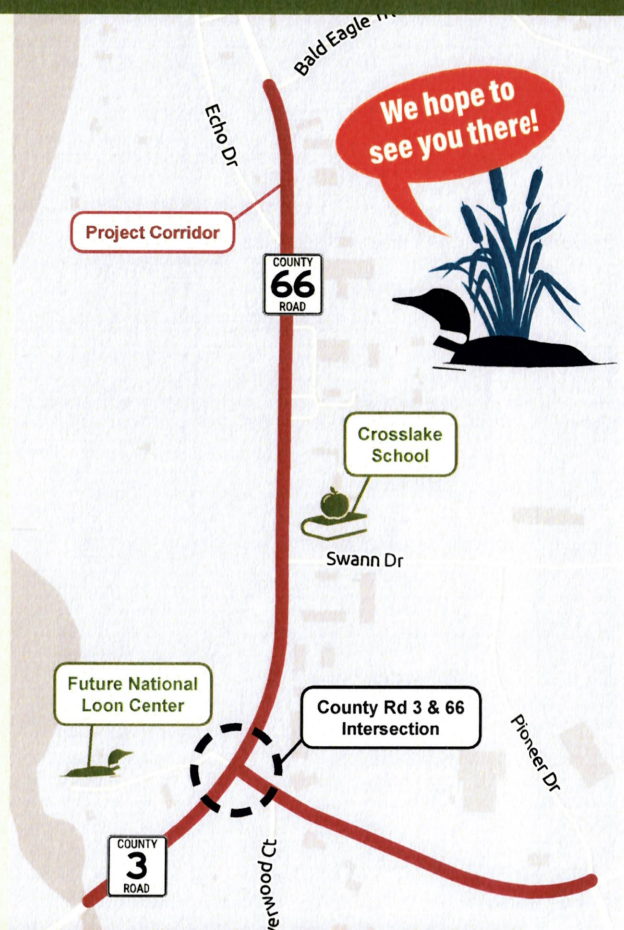 Bald Eagle
We hope to
see you there!
Echo Dr
Project Corridor
COUNTY
66
ROAD
Crosslake
School
Swann Dr
Future National
Loon Center
County Rd 3 & 66
Intersection
Pioneer Dr
COUNTY
3
ROAD
erwood Ct